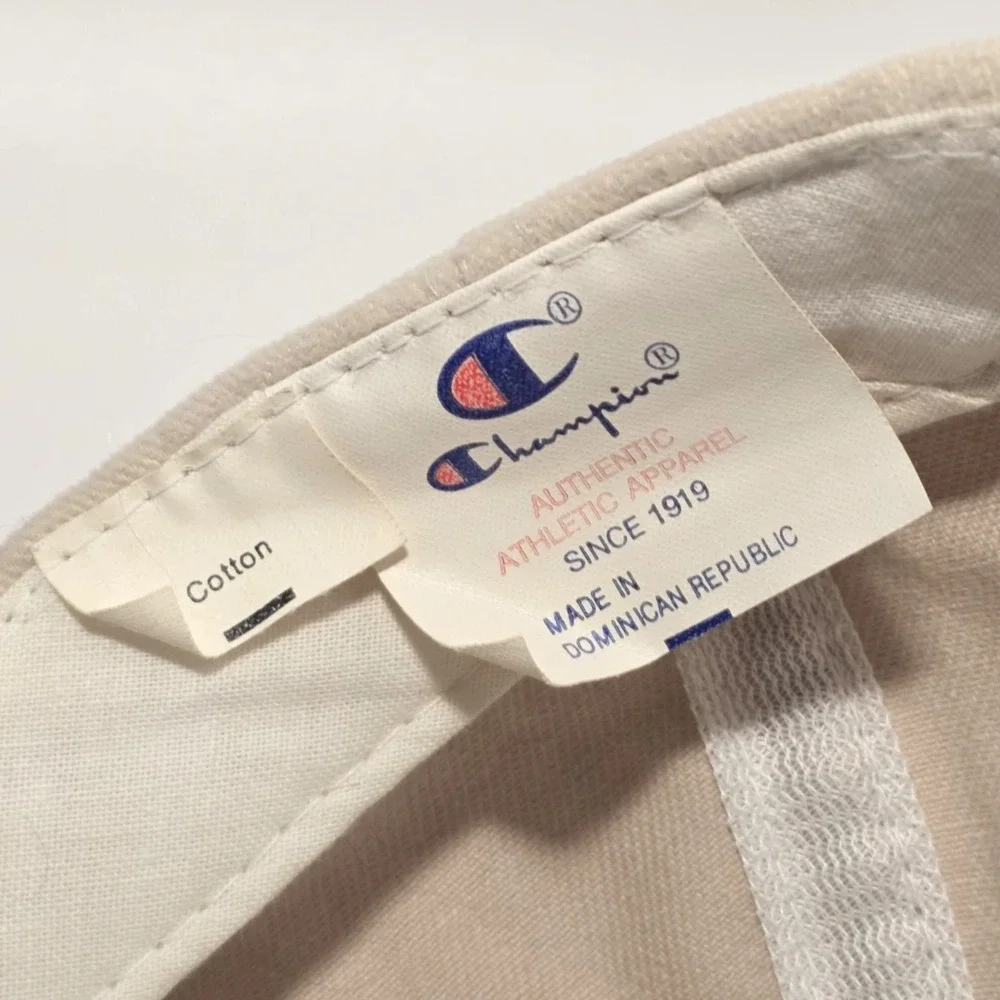 ®
Champion®
AUTHENTIC
ATHLETIC APPAREL
SINCE 1919
MADE IN
DOMINICAN REPUBLIC
Cotton